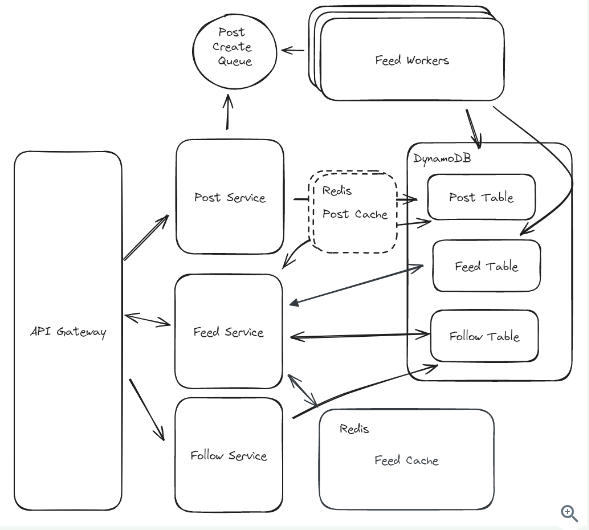 Post
Create
Queue
Feed Workers
DynamoDB
Post Service
Redis
Post Cache
Post Table
Feed Table
API Gateway
Feed Service
Follow Table
Follow Service
Redis
Feed Cache